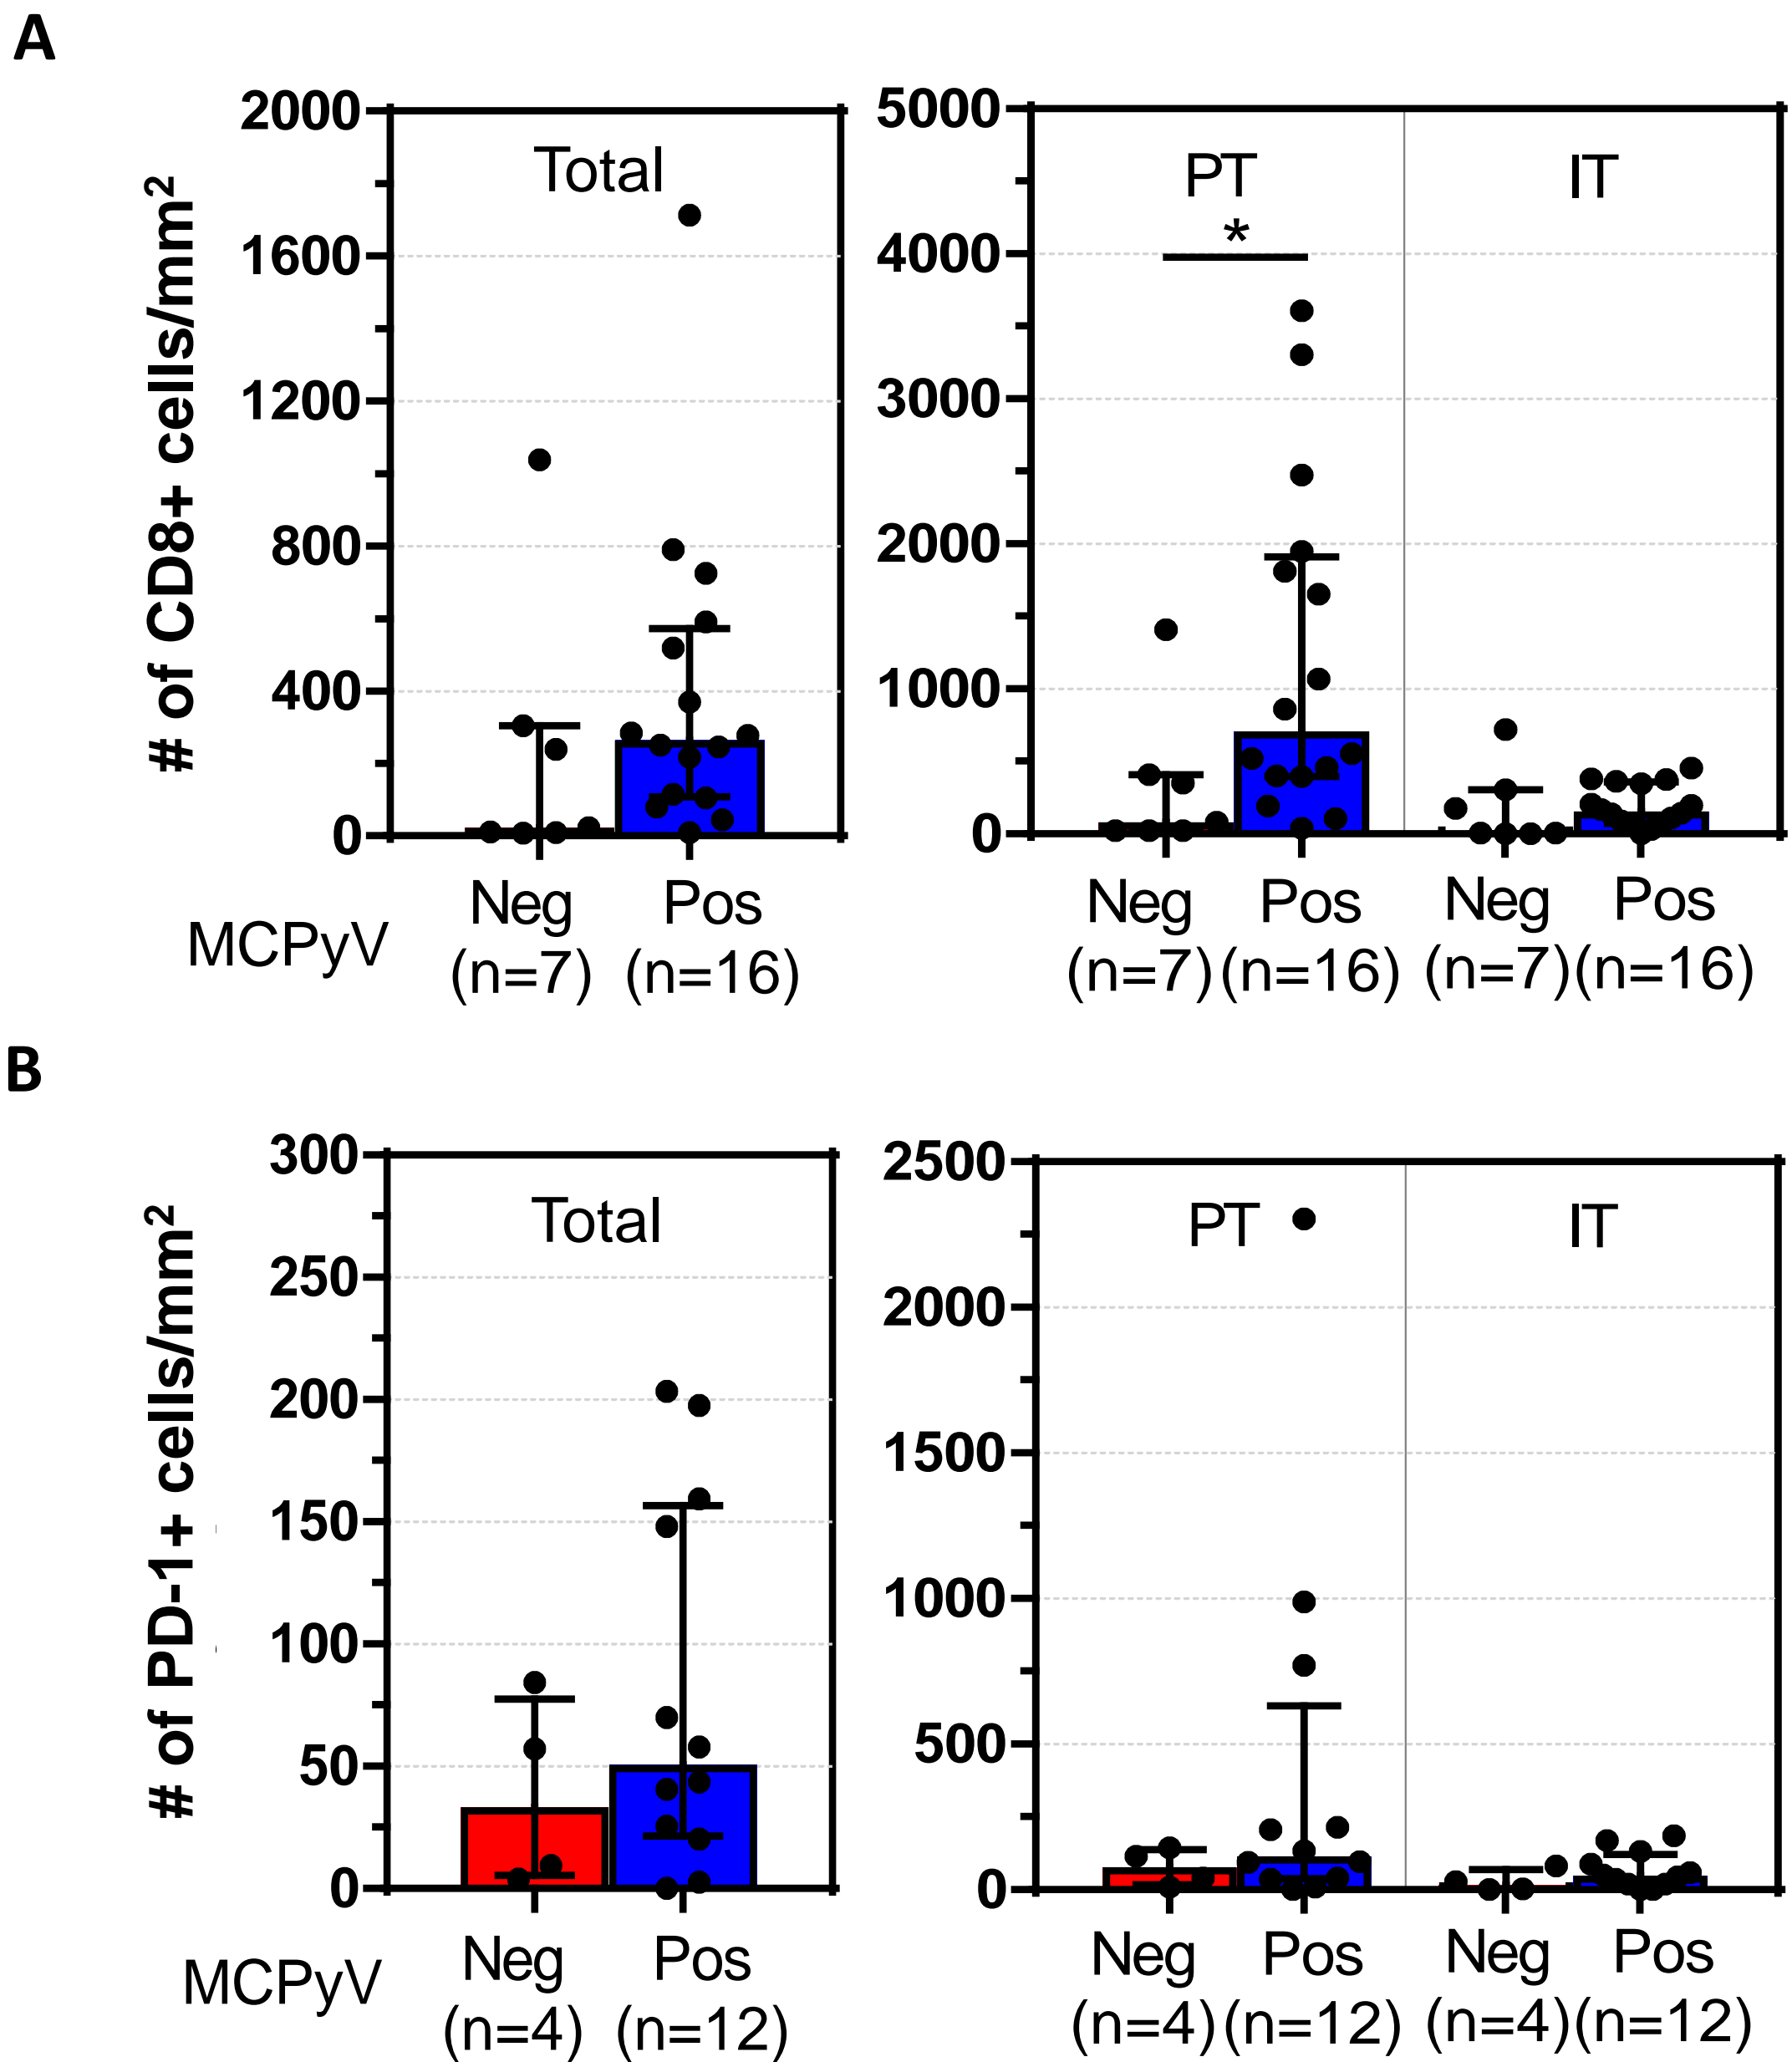 A
# of CD8+ cells/mm²
2000
1600
1200
800
400
0
Total
MCPyV
Neg
(n=7)
Pos
(n=16)
5000
4000
3000
2000
1000
0
PT
*
IT
Neg
(n=7)
Pos
(n=16)
Neg
(n=7)
Pos
(n=16)
B
# of PD-1+ cells/mm²
300
250
200
150
100
50
0
Total
MCPyV
Neg
(n=4)
Pos
(n=12)
2500
2000
1500
1000
500
0
PT
IT
Neg
(n=4)
Pos
(n=12)
Neg
(n=4)
Pos
(n=12)